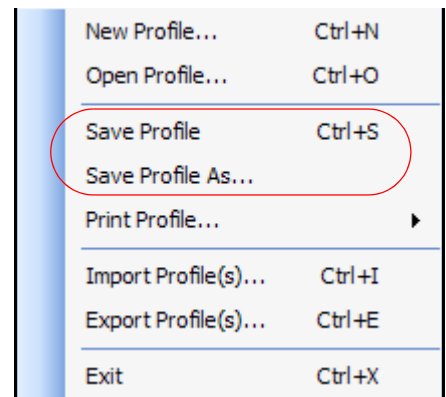 New Profile... Ctrl+N
Open Profile... Ctrl+O
Save Profile Ctrl+S
Save Profile As...
Print Profile...
Import Profile(s)... Ctrl+I
Export Profile(s)... Ctrl+E
Exit Ctrl+X